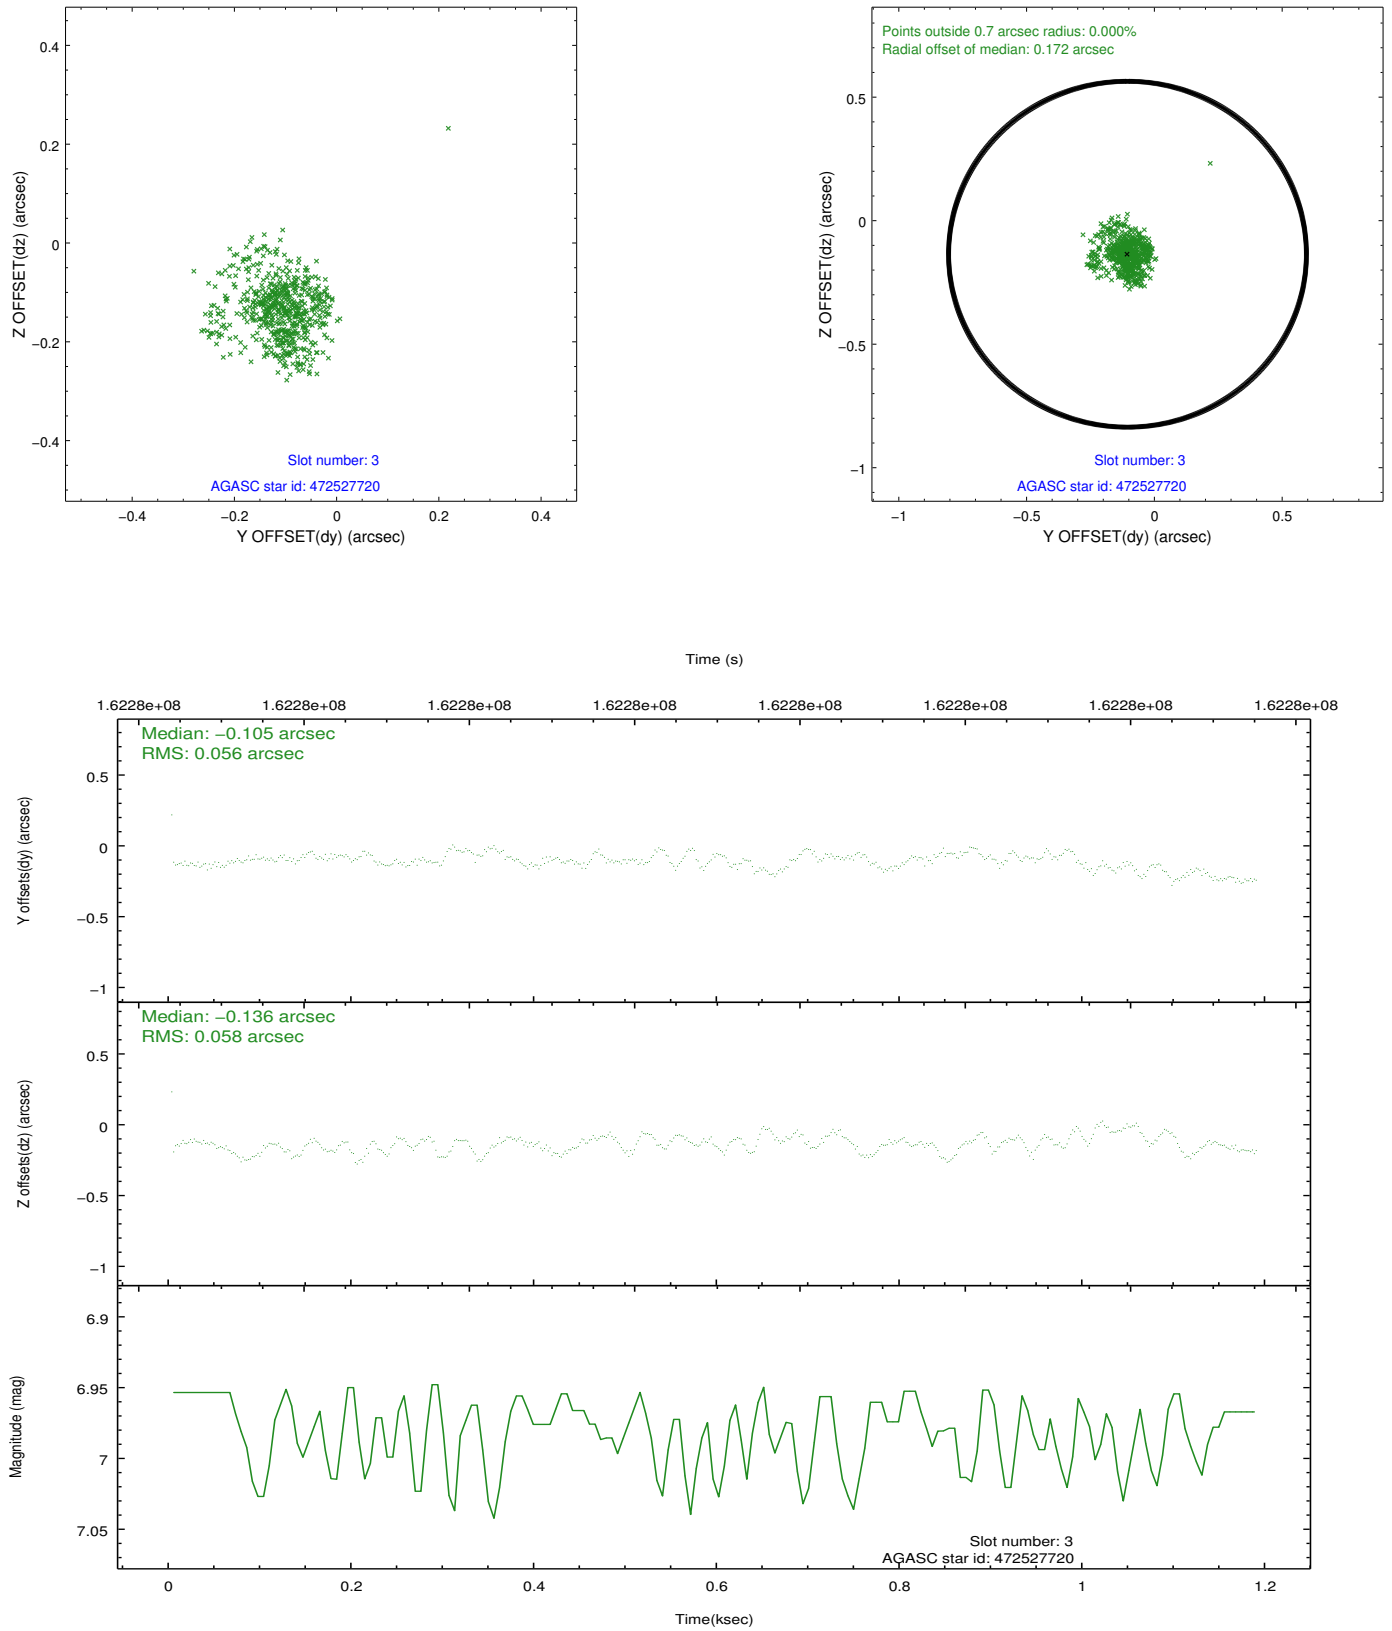 0.4
0.2
0
−0.2
−0.4
Z OFFSET(dz) (arcsec)
Slot number: 3
AGASC star id: 472527720
−0.4
−0.2
0
0.2
0.4
Y OFFSET(dy) (arcsec)
Points outside 0.7 arcsec radius: 0.000%
Radial offset of median: 0.172 arcsec
0.5
0
−0.5
−1
Z OFFSET(dz) (arcsec)
Slot number: 3
AGASC star id: 472527720
−1
−0.5
0
0.5
Y OFFSET(dy) (arcsec)
Time (s)
1.6228e+08 1.6228e+08 1.6228e+08 1.6228e+08 1.6228e+08 1.6228e+08 1.6228e+08 1.6228e+08
Median: −0.105 arcsec
RMS: 0.056 arcsec
0.5
0
−0.5
−1
Y offsets(dy) (arcsec)
Median: −0.136 arcsec
RMS: 0.058 arcsec
0.5
0
−0.5
−1
Z offsets(dz) (arcsec)
6.9
6.95
7
7.05
Magnitude (mag)
Slot number: 3
AGASC star id: 472527720
0 0.2 0.4 0.6 0.8 1 1.2
Time(ksec)